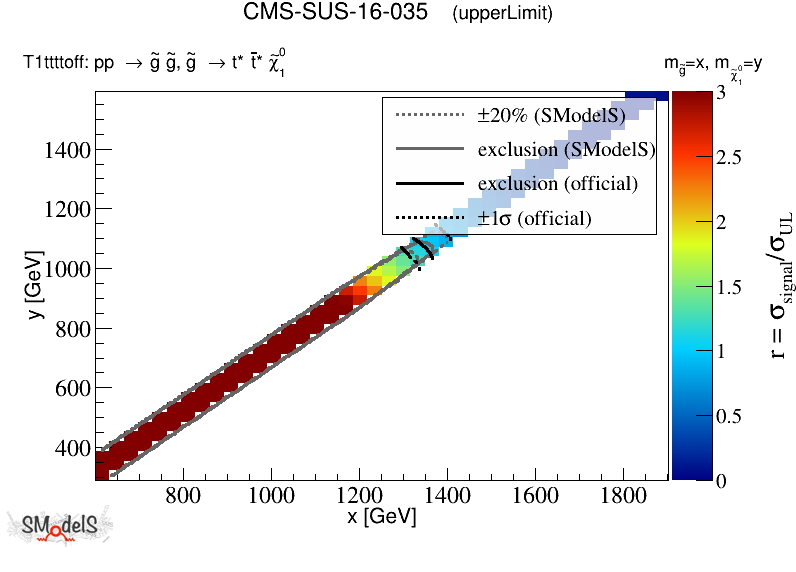 CMS-SUS-16-035 (upperLimit)
T1ttttoff: pp → g̃ g̃, g̃ → t* t̄* χ̃⁰₁
m_g̃=x, m_χ̃⁰₁=y
±20% (SModelS)
exclusion (SModelS)
exclusion (official)
±1σ (official)
1400
1200
1000
800
600
400
y [GeV]
800 1000 1200 1400 1600 1800
x [GeV]
3
2.5
2
1.5
1
0.5
0
r = σ_signal/σ_UL
SModelS